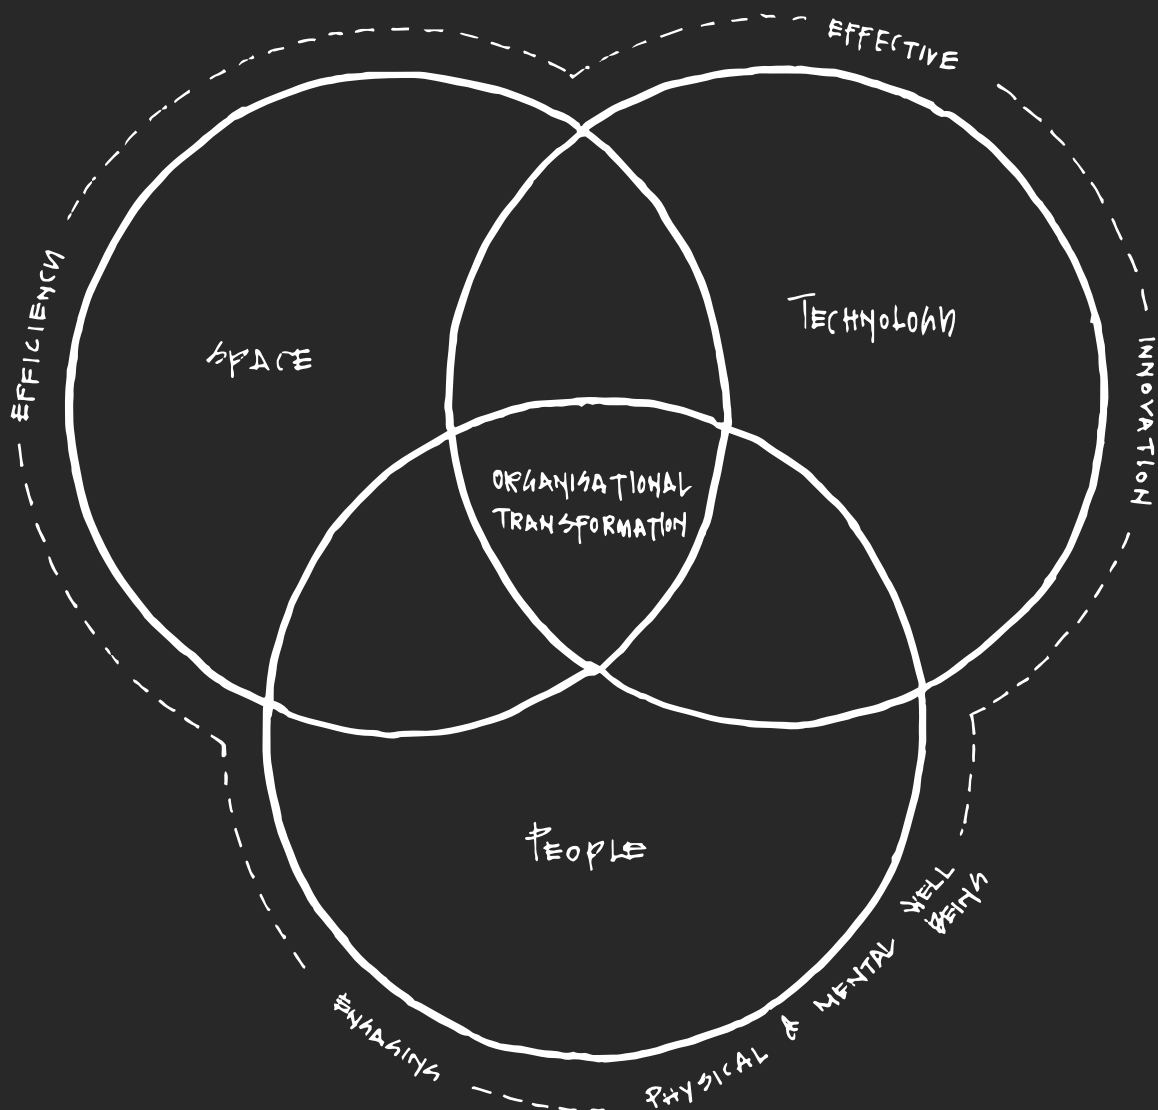 EFFECTIVE
EFFICIENCY
INNOVATION
SPACE
TECHNOLOGY
ORGANISATIONAL
TRANSFORMATION
PEOPLE
ENGAGING
PHYSICAL & MENTAL
WELL
BEING